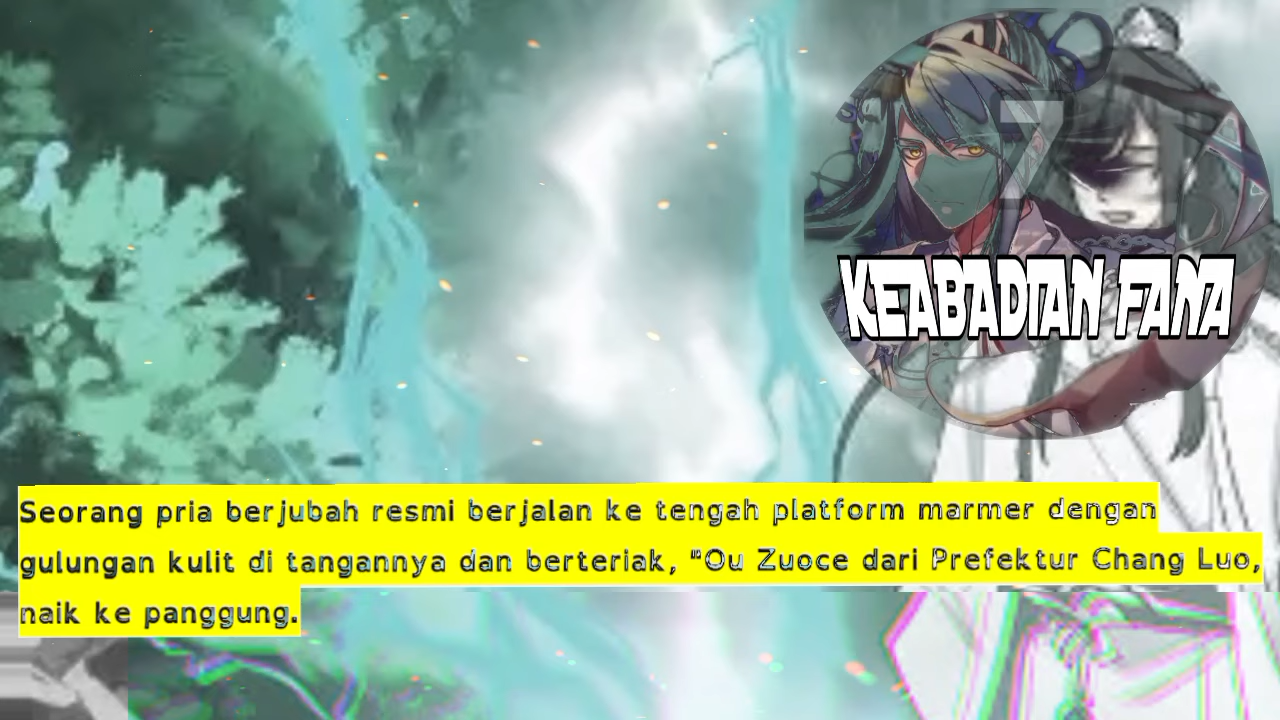 7
KEABADIAN FANA
Seorang pria berjubah resmi berjalan ke tengah platform marmer dengan
gulungan kulit di tangannya dan berteriak, "Ou Zuoce dari Prefektur Chang Luo,
naik ke panggung.